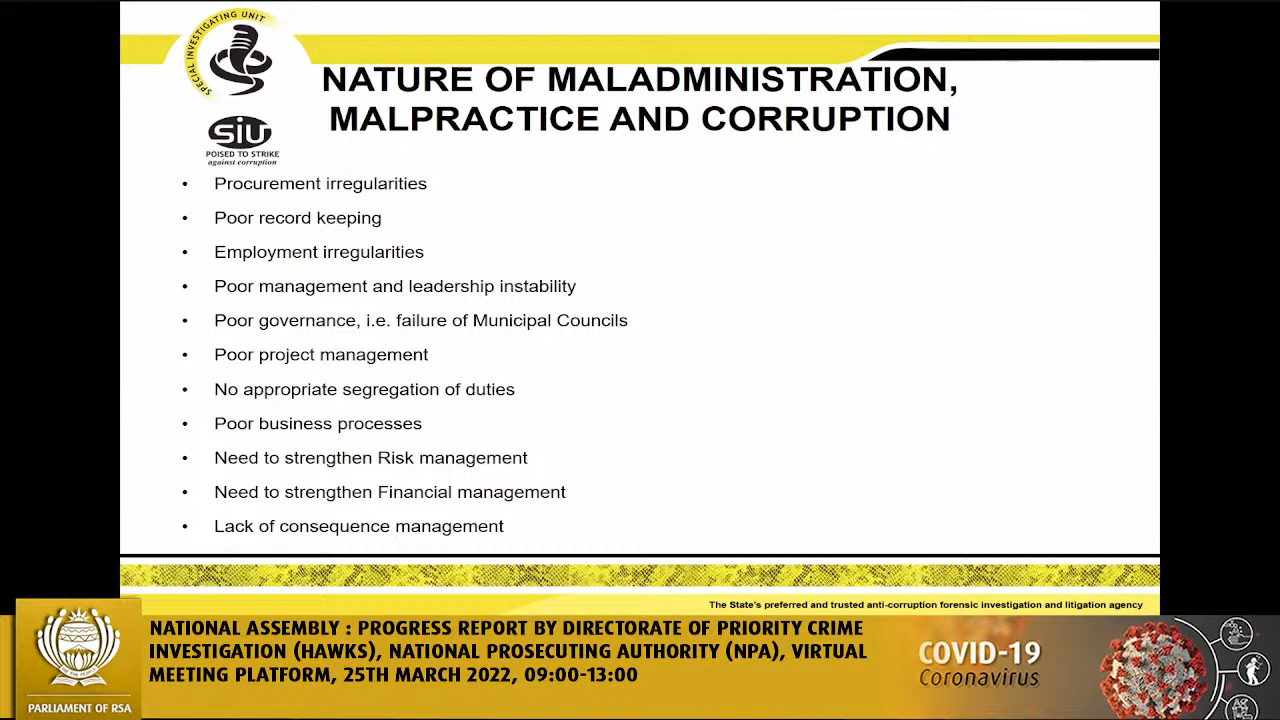 SPECIAL INVESTIGATING UNIT
SIU
POISED TO STRIKE
against corruption
NATURE OF MALADMINISTRATION,
MALPRACTICE AND CORRUPTION
• Procurement irregularities
• Poor record keeping
• Employment irregularities
• Poor management and leadership instability
• Poor governance, i.e. failure of Municipal Councils
• Poor project management
• No appropriate segregation of duties
• Poor business processes
• Need to strengthen Risk management
• Need to strengthen Financial management
• Lack of consequence management
The State's preferred and trusted anti-corruption forensic investigation and litigation agency
NATIONAL ASSEMBLY : PROGRESS REPORT BY DIRECTORATE OF PRIORITY CRIME
INVESTIGATION (HAWKS), NATIONAL PROSECUTING AUTHORITY (NPA), VIRTUAL
MEETING PLATFORM, 25TH MARCH 2022, 09:00-13:00
PARLIAMENT OF RSA
COVID-19
Coronavirus